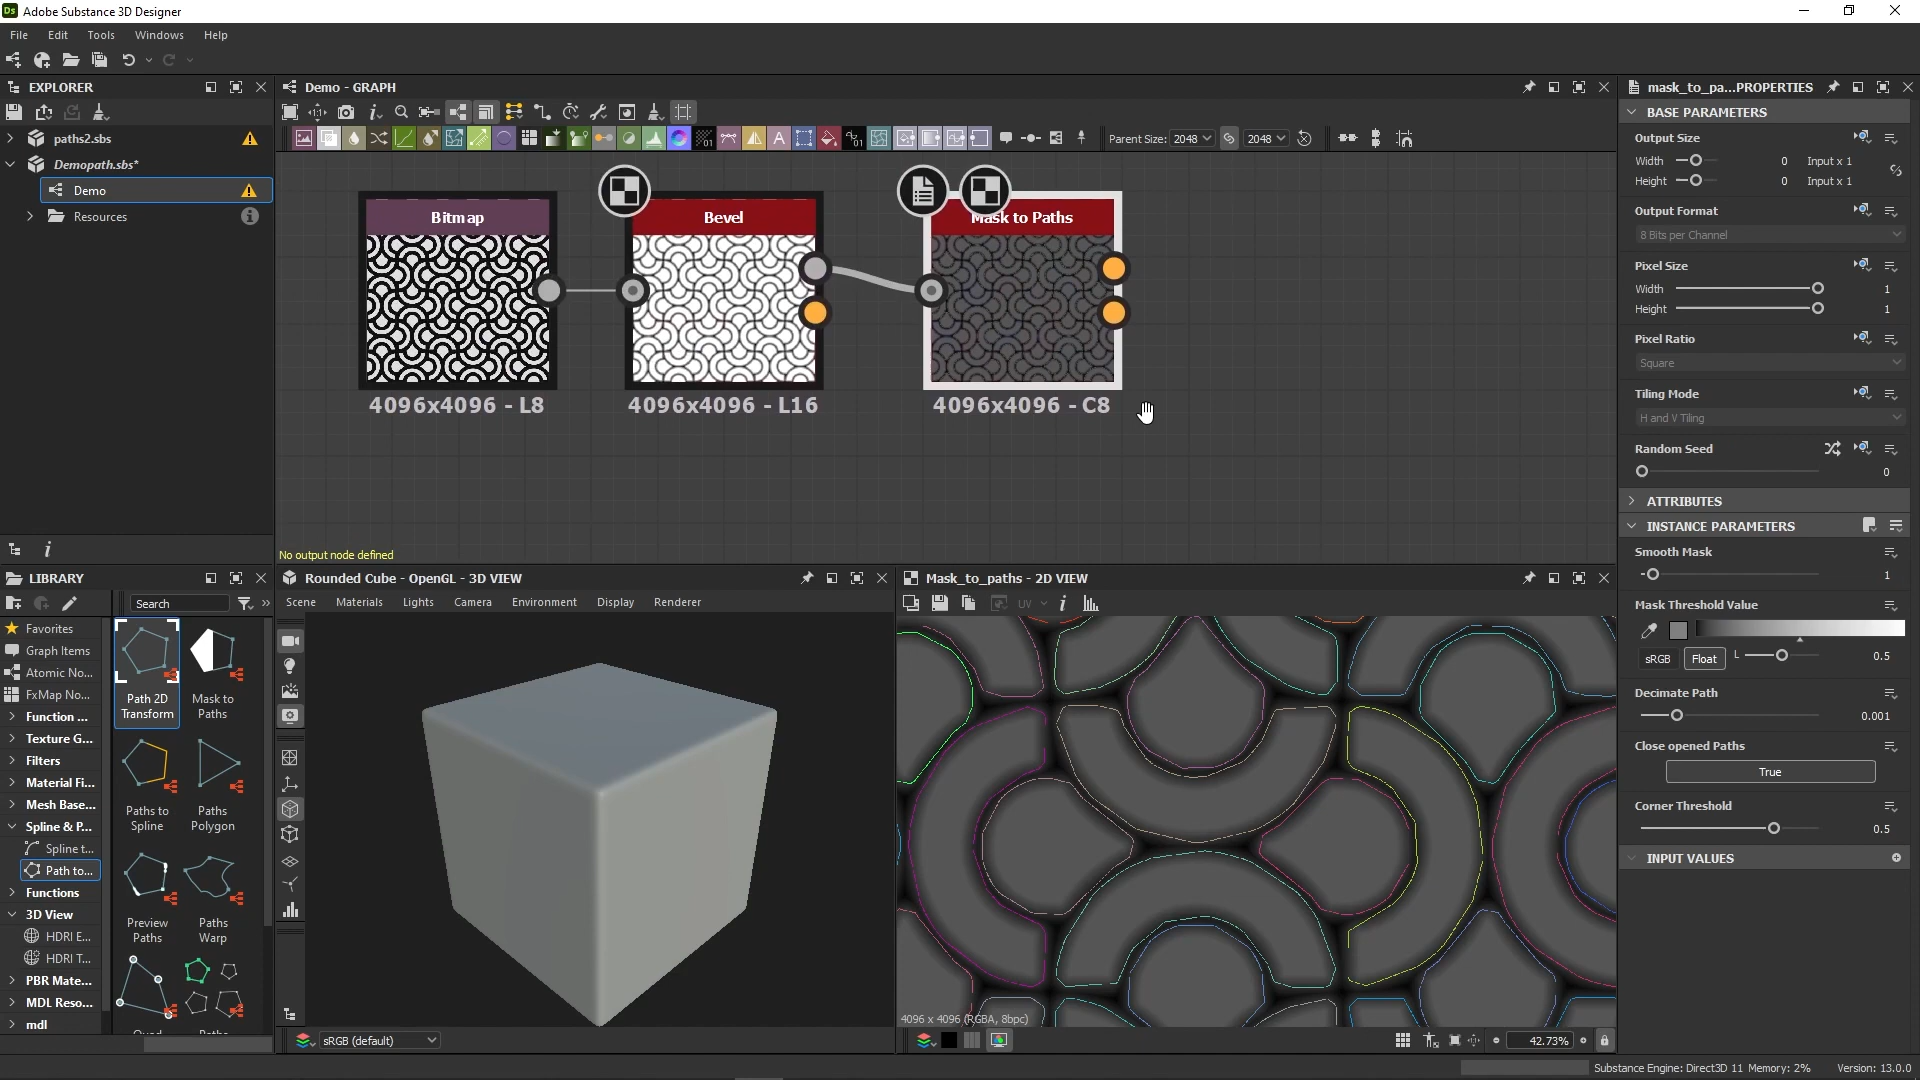 Ds Adobe Substance 3D Designer
File Edit Tools Windows Help
EXPLORER
paths2.sbs
Demopath.sbs*
Demo
Resources
Demo - GRAPH
Parent Size: 2048 2048
Bitmap
4096x4096 - L8
Bevel
4096x4096 - L16
Mask to Paths
4096x4096 - C8
No output node defined
LIBRARY
Search
Favorites
Graph Items
Atomic No...
FxMap No...
Function ...
Texture G...
Filters
Material Fi...
Mesh Base...
Spline & P...
Spline t...
Path to...
Functions
3D View
HDRI E...
HDRI T...
PBR Mate...
MDL Reso...
mdl
Path 2D
Transform
Mask to
Paths
Paths to
Spline
Paths
Polygon
Preview
Paths
Paths
Warp
Rounded Cube - OpenGL - 3D VIEW
Scene Materials Lights Camera Environment Display Renderer
sRGB (default)
Mask_to_paths - 2D VIEW
UV
4096 x 4096 (RGBA, 8bpc)
42.73%
mask_to_pa...PROPERTIES
BASE PARAMETERS
Output Size
Width 0 Input x 1
Height 0 Input x 1
Output Format
8 Bits per Channel
Pixel Size
Width 1
Height 1
Pixel Ratio
Square
Tiling Mode
H and V Tiling
Random Seed
0
ATTRIBUTES
INSTANCE PARAMETERS
Smooth Mask
1
Mask Threshold Value
sRGB Float L 0.5
Decimate Path
0.001
Close opened Paths
True
Corner Threshold
0.5
INPUT VALUES
Substance Engine: Direct3D 11 Memory: 2% Version: 13.0.0